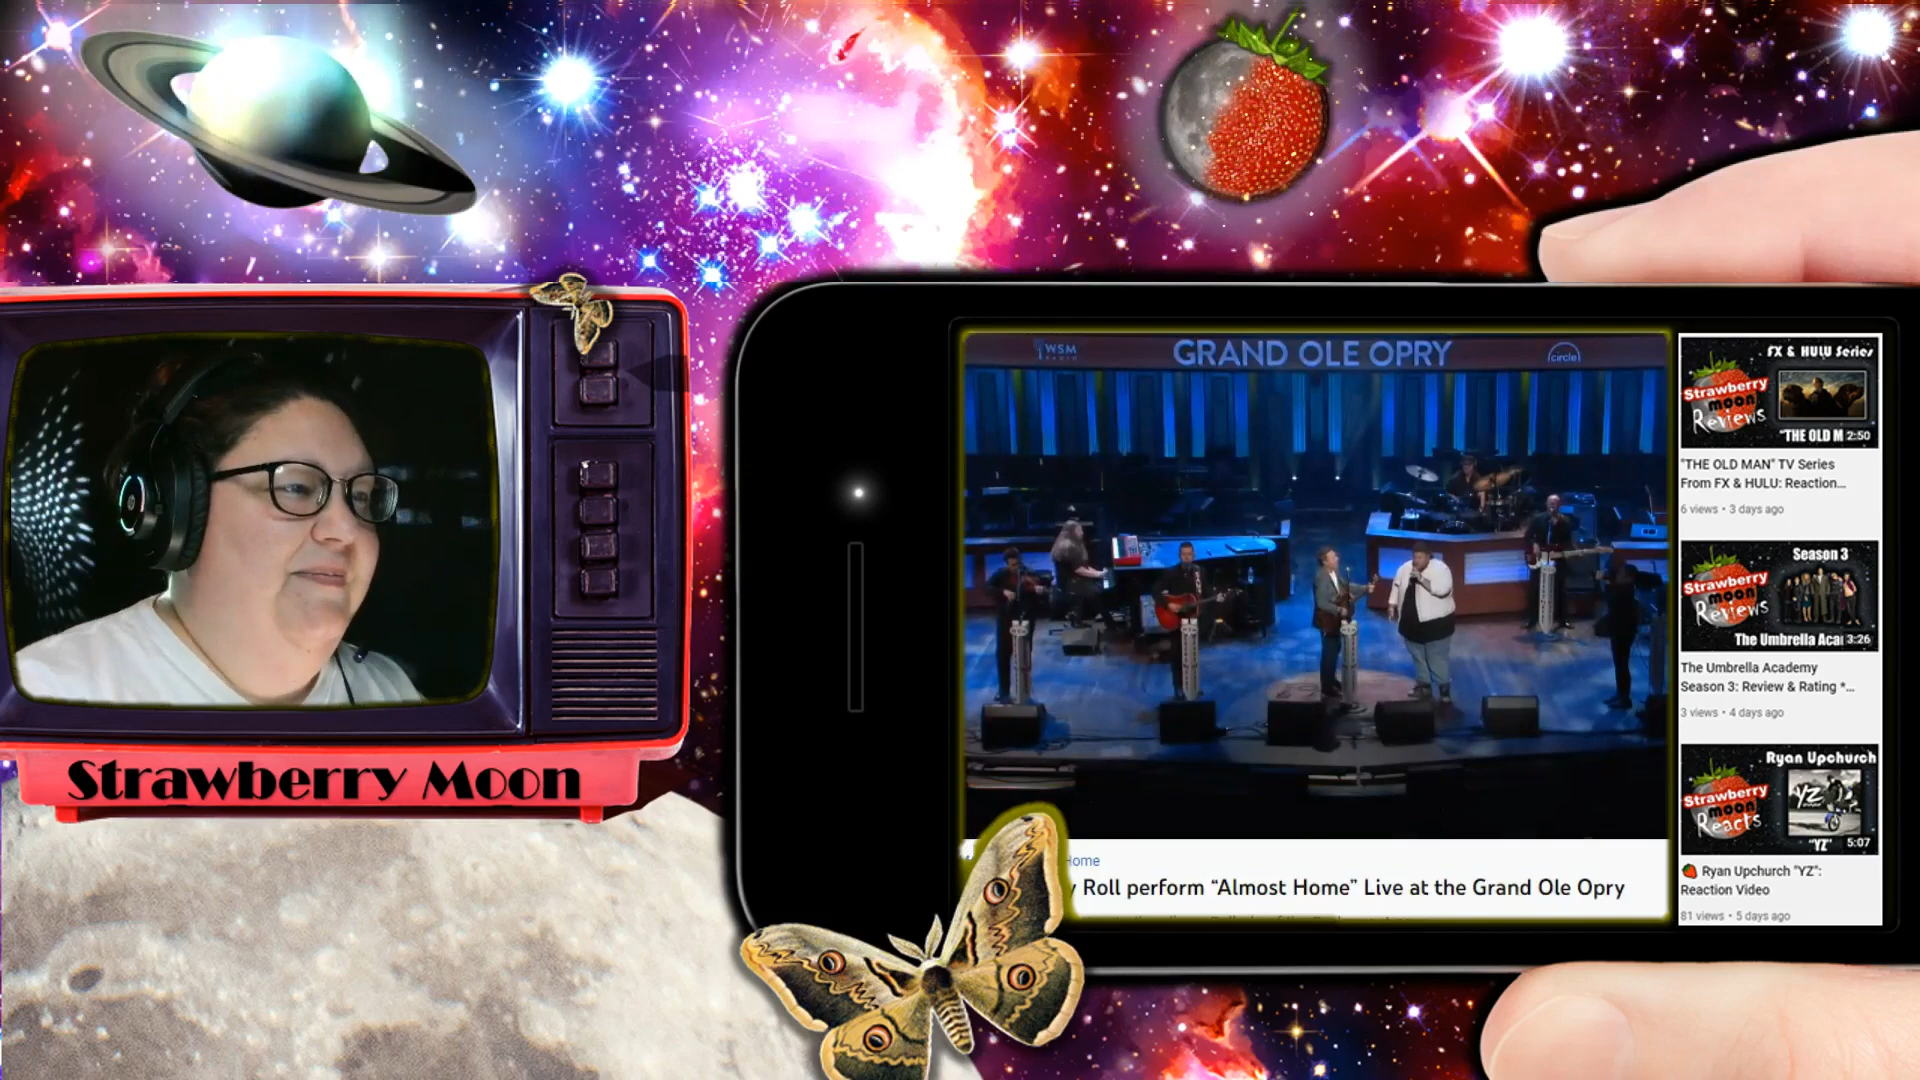 WSM
RADIO
GRAND OLE OPRY
circle
Strawberry Moon
Home
y Roll perform “Almost Home” Live at the Grand Ole Opry
FX & HULU Series
Strawberry
moon
Reviews
"THE OLD M
2:50
"THE OLD MAN" TV Series
From FX & HULU: Reaction...
6 views • 3 days ago
Season 3
Strawberry
moon
Reviews
The Umbrella Aca
3:26
The Umbrella Academy
Season 3: Review & Rating *...
3 views • 4 days ago
Ryan Upchurch
Strawberry
moon
Reacts
YZ
"YZ"
5:07
🍓 Ryan Upchurch "YZ":
Reaction Video
81 views • 5 days ago